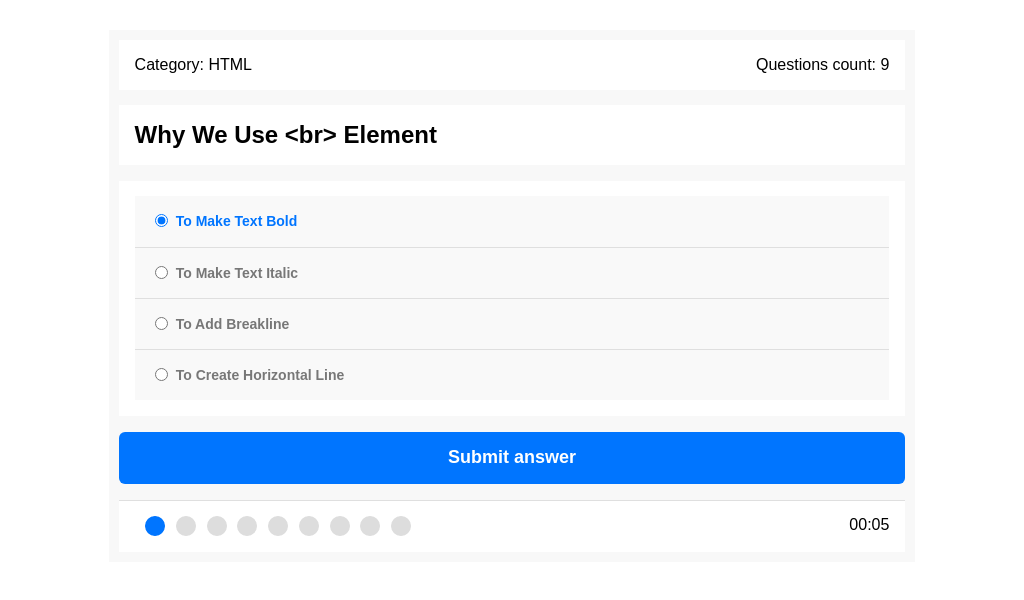 Category: HTML
Questions count: 9
Why We Use <br> Element
To Make Text Bold
To Make Text Italic
To Add Breakline
To Create Horizontal Line
Submit answer
00:05